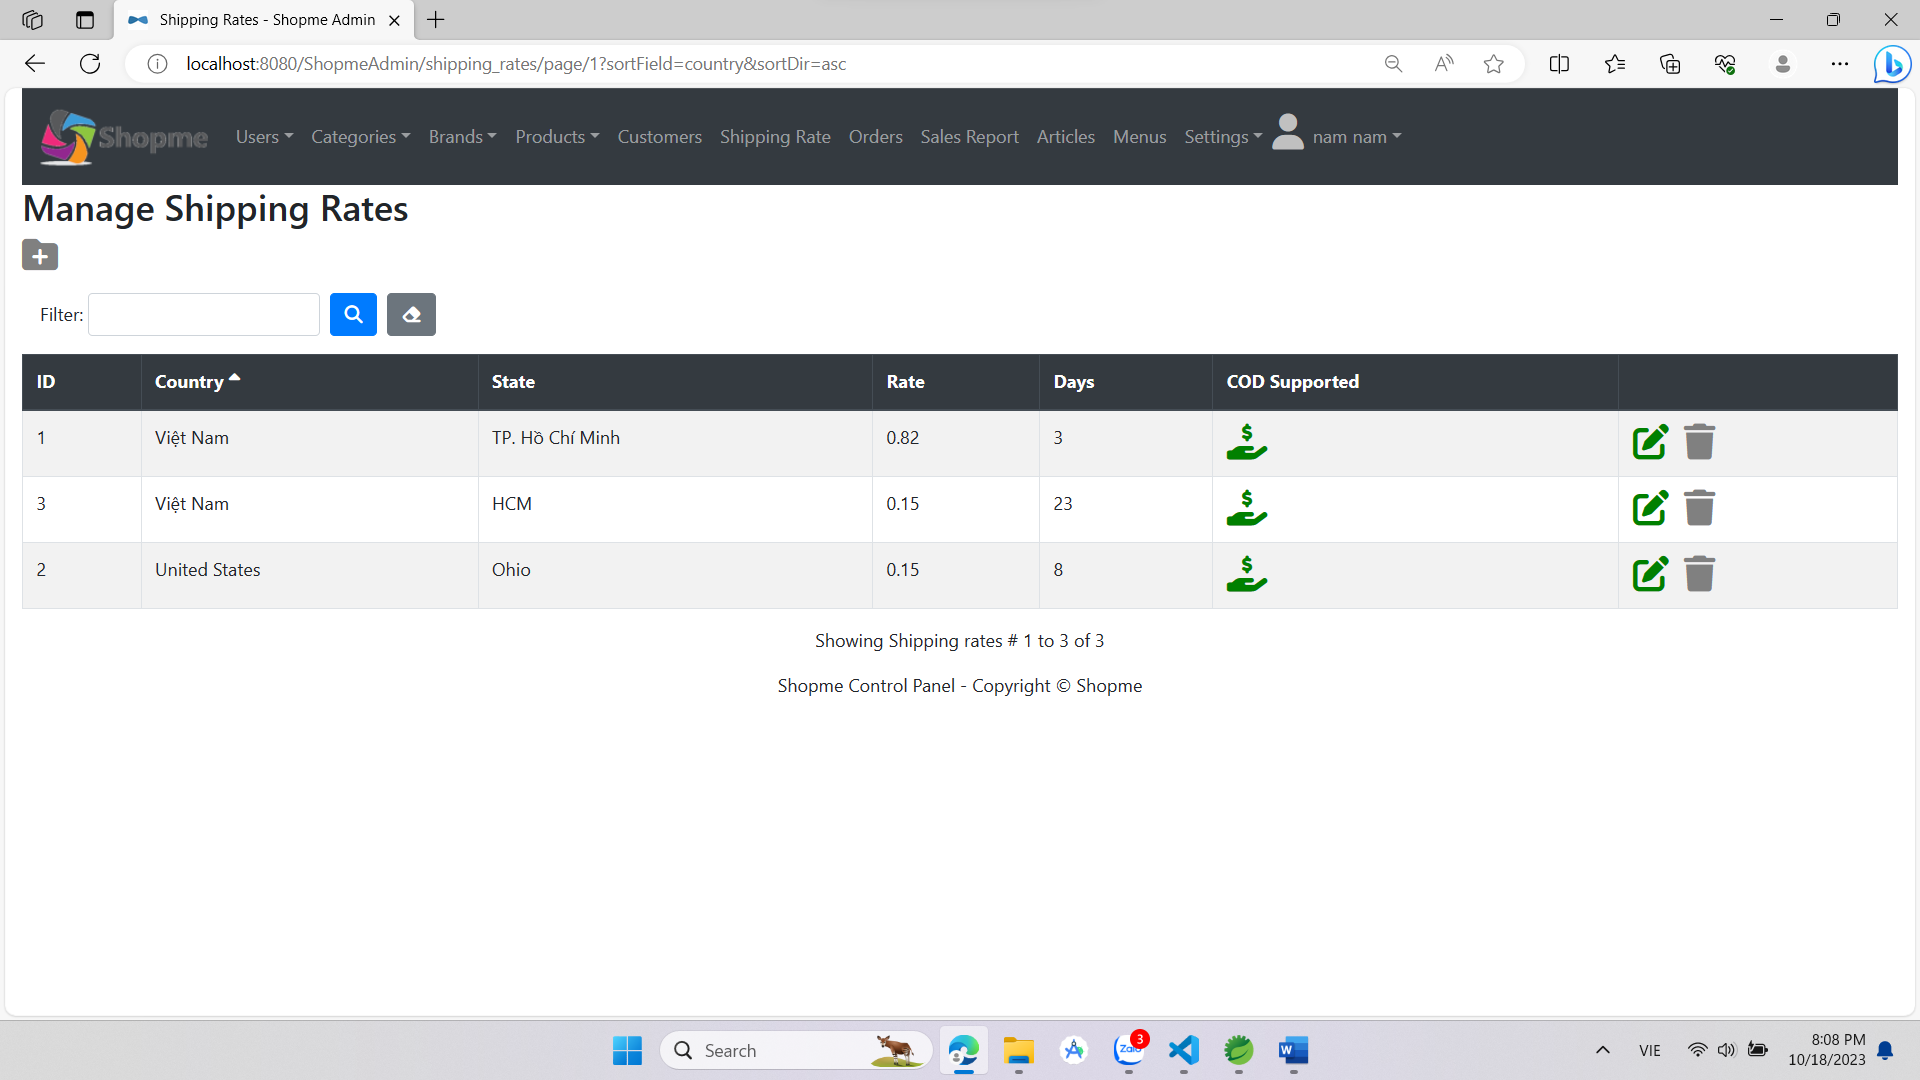 Shipping Rates - Shopme Admin
localhost:8080/ShopmeAdmin/shipping_rates/page/1?sortField=country&sortDir=asc
Shopme Users Categories Brands Products Customers Shipping Rate Orders Sales Report Articles Menus Settings nam nam
Manage Shipping Rates
Filter:
ID Country State Rate Days COD Supported
1 Việt Nam TP. Hồ Chí Minh 0.82 3
3 Việt Nam HCM 0.15 23
2 United States Ohio 0.15 8
Showing Shipping rates # 1 to 3 of 3
Shopme Control Panel - Copyright © Shopme
Search
Zalo
3
W
VIE
8:08 PM
10/18/2023